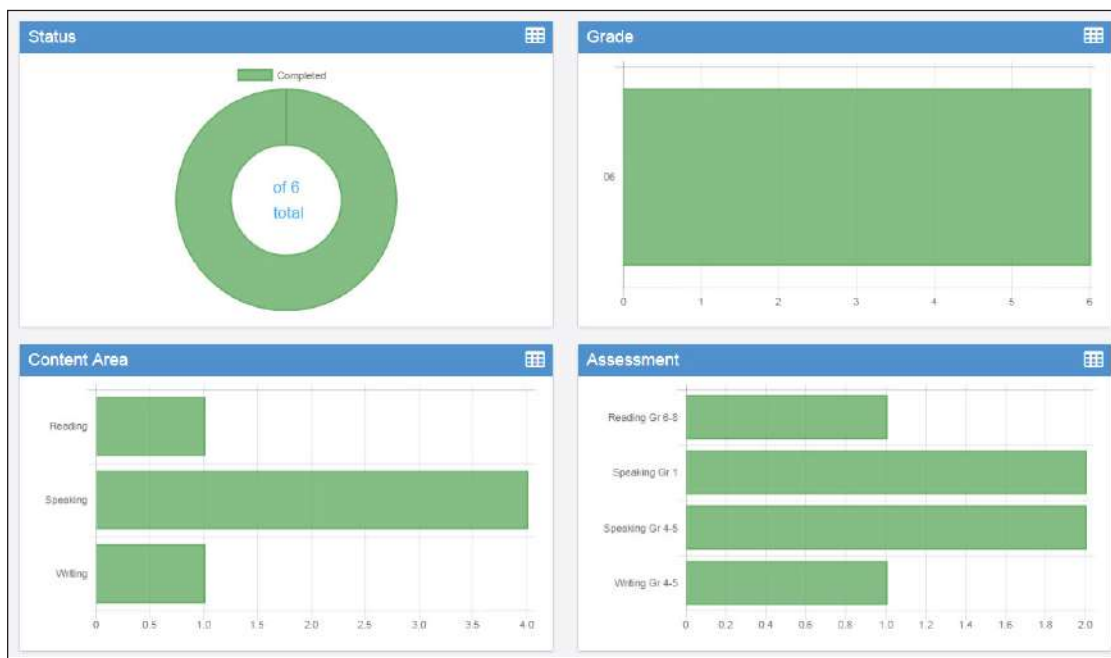 Status
Completed
of 6
total
Grade
06
0 1 2 3 4 5 6
Content Area
Reading
Speaking
Writing
0 0.5 1.0 1.5 2.0 2.5 3.0 3.5 4.0
Assessment
Reading Gr 6-8
Speaking Gr 1
Speaking Gr 4-5
Writing Gr 4-5
0 0.2 0.4 0.6 0.8 1.0 1.2 1.4 1.6 1.8 2.0